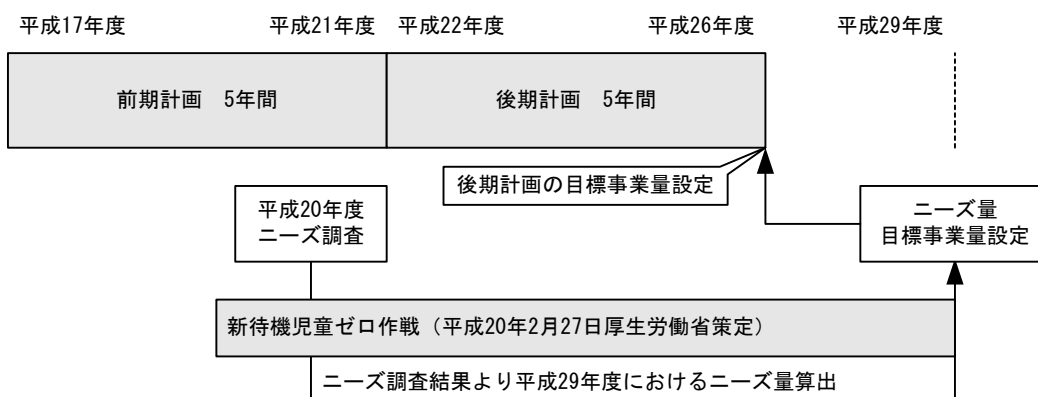 平成17年度 平成21年度 平成22年度 平成26年度 平成29年度
前期計画 5年間 後期計画 5年間
後期計画の目標事業量設定
平成20年度
ニーズ調査
ニーズ量
目標事業量設定
新待機児童ゼロ作戦（平成20年2月27日厚生労働省策定）
ニーズ調査結果より平成29年度におけるニーズ量算出